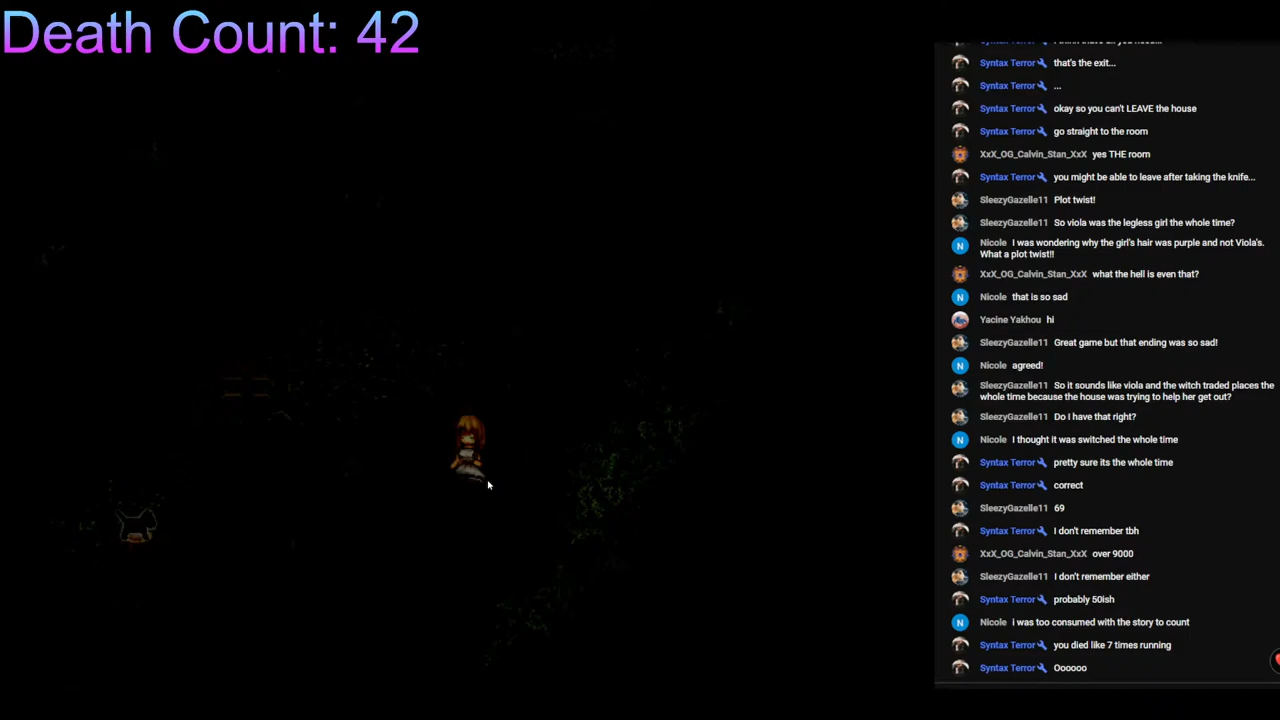 Death Count: 42
Syntax Terror
Syntax Terror that's the exit...
Syntax Terror ...
Syntax Terror okay so you can't LEAVE the house
Syntax Terror go straight to the room
XxX_OG_Calvin_Stan_XxX yes THE room
Syntax Terror you might be able to leave after taking the knife...
SleezyGazelle11 Plot twist!
SleezyGazelle11 So viola was the legless girl the whole time?
N Nicole I was wondering why the girl's hair was purple and not Viola's.
What a plot twist!!
XxX_OG_Calvin_Stan_XxX what the hell is even that?
N Nicole that is so sad
Yacine Yakhou hi
SleezyGazelle11 Great game but that ending was so sad!
N Nicole agreed!
SleezyGazelle11 So it sounds like viola and the witch traded places the
whole time because the house was trying to help her get out?
SleezyGazelle11 Do I have that right?
N Nicole I thought it was switched the whole time
Syntax Terror pretty sure its the whole time
Syntax Terror correct
SleezyGazelle11 69
Syntax Terror I don't remember tbh
XxX_OG_Calvin_Stan_XxX over 9000
SleezyGazelle11 I don't remember either
Syntax Terror probably 50ish
N Nicole i was too consumed with the story to count
Syntax Terror you died like 7 times running
Syntax Terror Oooooo